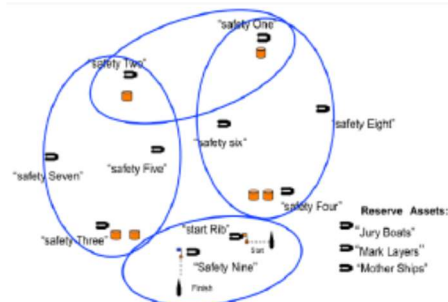 "safety One"
"safety Two"
"safety Eight"
"safety six"
"safety Five"
"safety Seven"
"safety Four"
"safety Three"
"start Rib"
Start
"Safety Nine"
Finish
Reserve Assets:
"Jury Boats"
"Mark Layers"
"Mother Ships"